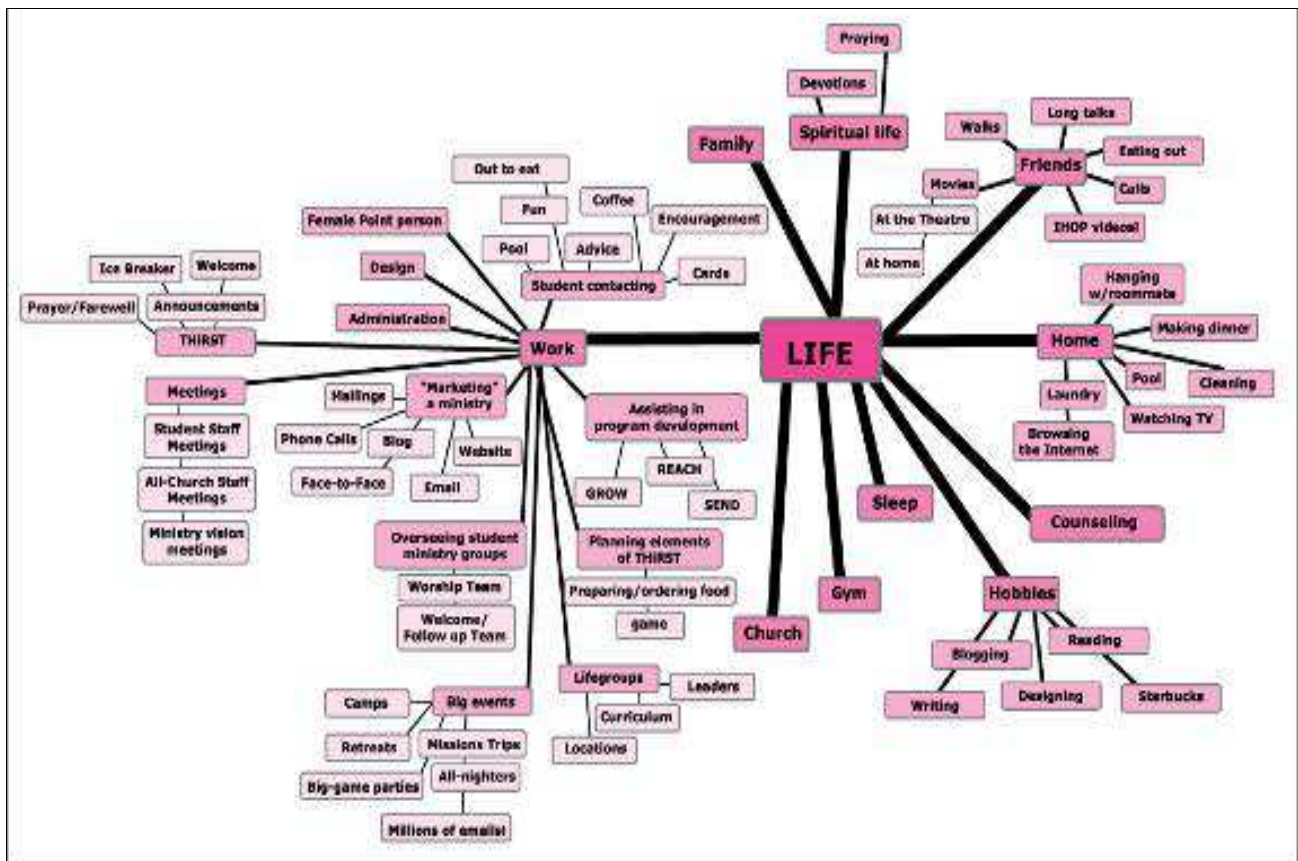 Praying
Devotions
Spiritual life
Family
Long talks
Walks
Eating out
Friends
Movies
Calls
At the Theatre
IHOP videos!
At home
Out to eat
Fun
Coffee
Encouragement
Pool
Advice
Cards
Student contacting
Female Point person
Design
Administration
Ice Breaker
Welcome
Prayer/Farewell
Announcements
THIRST
Work
LIFE
Hanging
w/roommate
Home
Making dinner
Pool
Cleaning
Laundry
Watching TV
Browsing
the Internet
Meetings
Student Staff
Meetings
All-Church Staff
Meetings
Ministry vision
meetings
"Marketing"
a ministry
Mailings
Phone Calls
Blog
Website
Face-to-Face
Email
Assisting in
program development
REACH
GROW
SEND
Sleep
Counseling
Overseeing student
ministry groups
Worship Team
Welcome/
Follow up Team
Planning elements
of THIRST
Preparing/ordering food
game
Gym
Church
Hobbies
Reading
Blogging
Writing
Designing
Starbucks
Lifegroups
Leaders
Curriculum
Locations
Big events
Camps
Retreats
Missions Trips
Big-game parties
All-nighters
Millions of emails!